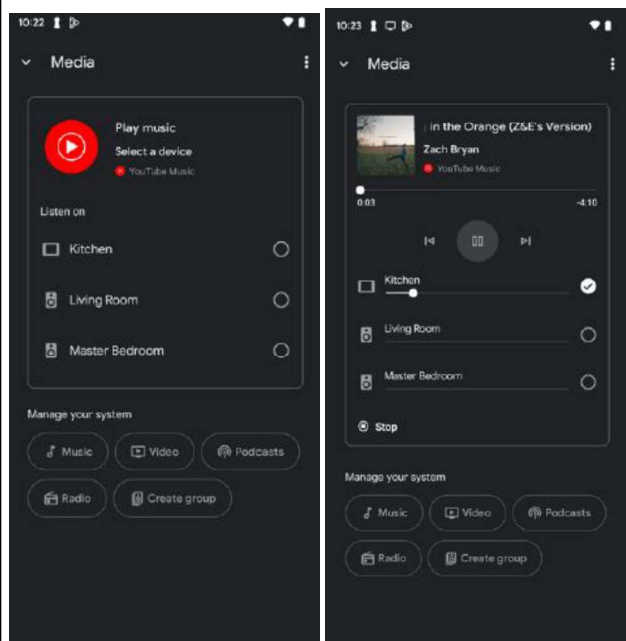 10:22
Media
Play music
Select a device
YouTube Music
Listen on
Kitchen
Living Room
Master Bedroom
Manage your system
Music
Video
Podcasts
Radio
Create group
10:23
Media
in the Orange (Z&E's Version)
Zach Bryan
YouTube Music
0:03
-4:10
Kitchen
Living Room
Master Bedroom
Stop
Manage your system
Music
Video
Podcasts
Radio
Create group